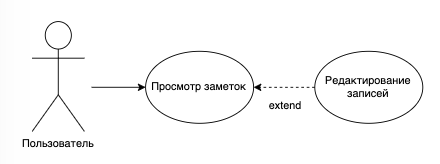 Просмотр заметок
Редактирование
записей
extend
Пользователь